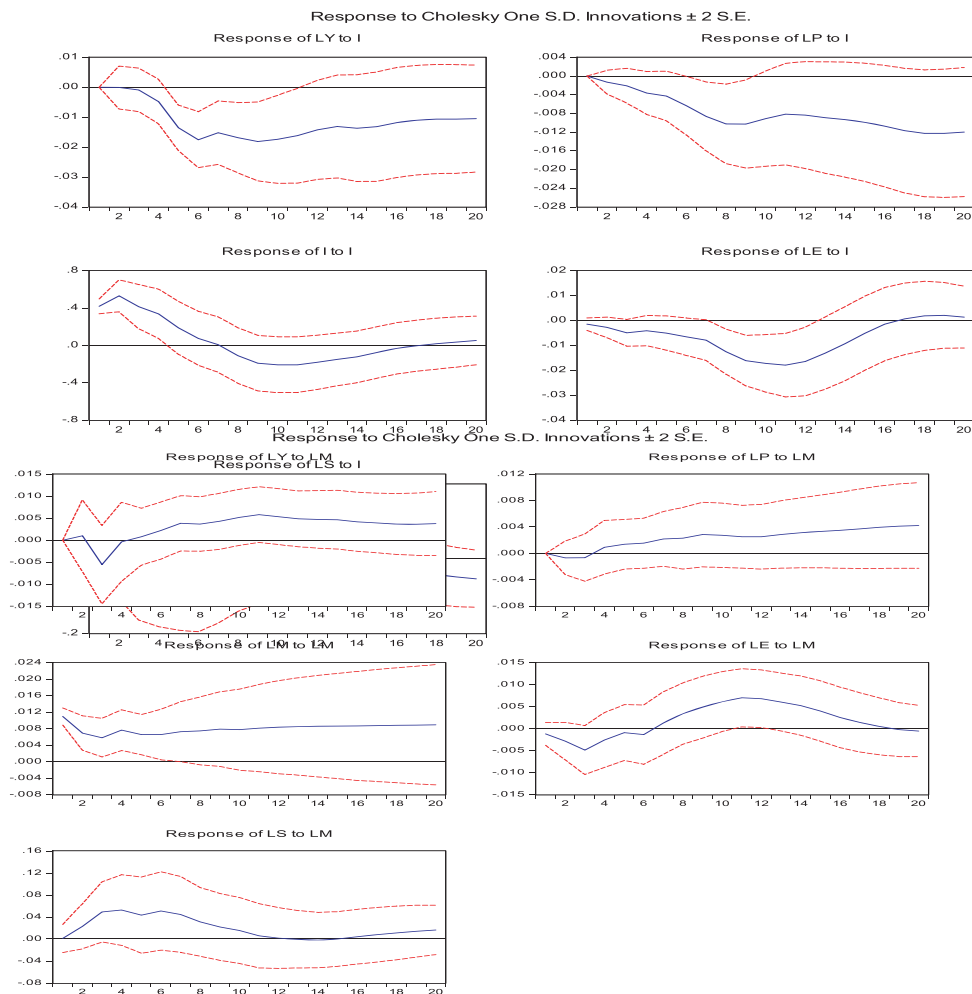 Response to Cholesky One S.D. Innovations ± 2 S.E.
Response of LY to I
Response of LP to I
.01
.00
-.01
-.02
-.03
-.04
2 4 6 8 10 12 14 16 18 20
.004
.000
-.004
-.008
-.012
-.016
-.020
-.024
-.028
2 4 6 8 10 12 14 16 18 20
Response of I to I
Response of LE to I
.8
.4
.0
-.4
-.8
2 4 6 8 10 12 14 16 18 20
.02
.01
.00
-.01
-.02
-.03
-.04
2 4 6 8 10 12 14 16 18 20
Response to Cholesky One S.D. Innovations ± 2 S.E.
Response of LY to LM
Response of LS to I
Response of LP to LM
.015
.010
.005
.000
-.005
-.010
-.015
2 4 6 8 10 12 14 16 18 20
-.2
2 4 6 8 10 12 14 16 18 20
.012
.008
.004
.000
-.004
-.008
2 4 6 8 10 12 14 16 18 20
Response of LM to LM
Response of LE to LM
.024
.020
.016
.012
.008
.004
.000
-.004
-.008
2 4 6 8 10 12 14 16 18 20
.015
.010
.005
.000
-.005
-.010
-.015
2 4 6 8 10 12 14 16 18 20
Response of LS to LM
.16
.12
.08
.04
.00
-.04
-.08
2 4 6 8 10 12 14 16 18 20